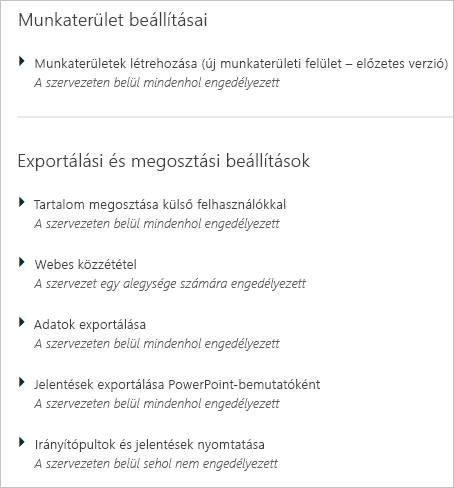 Munkaterület beállításai
Munkaterületek létrehozása (új munkaterületi felület – előzetes verzió)
A szervezeten belül mindenhol engedélyezett
Exportálási és megosztási beállítások
Tartalom megosztása külső felhasználókkal
A szervezeten belül mindenhol engedélyezett
Webes közzététel
A szervezet egy alegysége számára engedélyezett
Adatok exportálása
A szervezeten belül mindenhol engedélyezett
Jelentések exportálása PowerPoint-bemutatóként
A szervezeten belül mindenhol engedélyezett
Irányítópultok és jelentések nyomtatása
A szervezeten belül sehol nem engedélyezett